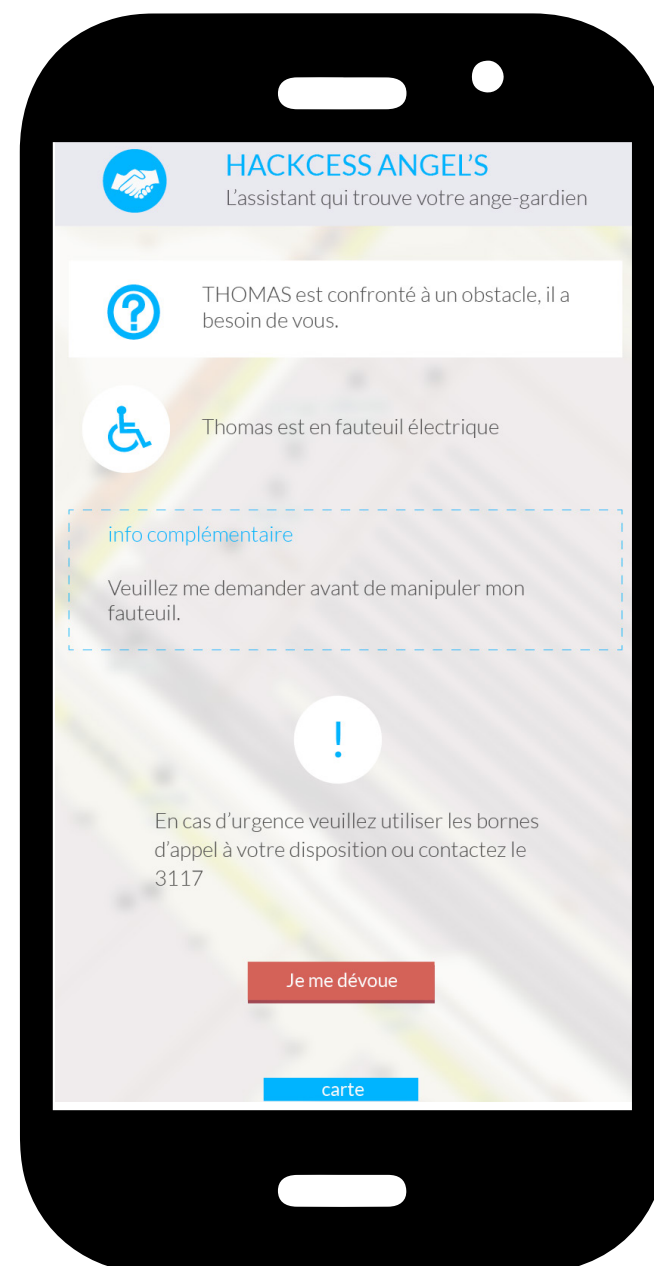 HACKCESS ANGEL'S
L'assistant qui trouve votre ange-gardien
THOMAS est confronté à un obstacle, il a
besoin de vous.
Thomas est en fauteuil électrique
info complémentaire
Veuillez me demander avant de manipuler mon
fauteuil.
!
En cas d'urgence veuillez utiliser les bornes
d'appel à votre disposition ou contactez le
3117
Je me dévoue
carte